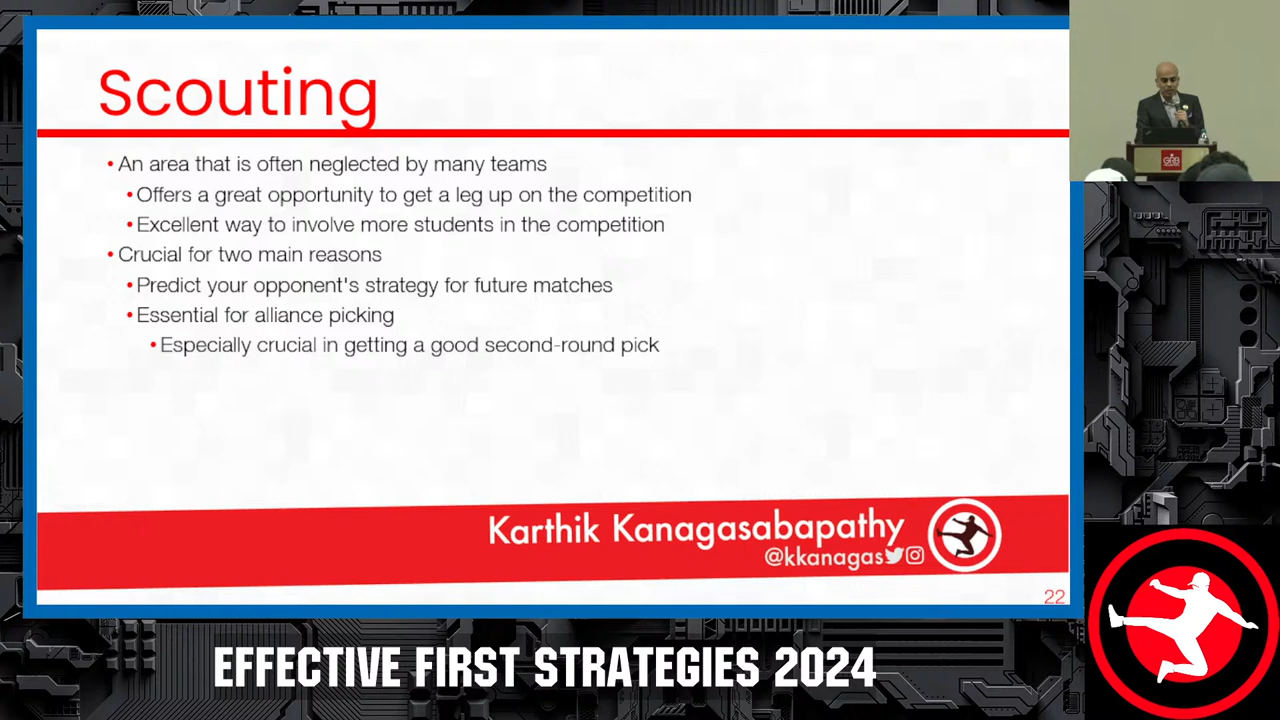 Scouting
• An area that is often neglected by many teams
• Offers a great opportunity to get a leg up on the competition
• Excellent way to involve more students in the competition
• Crucial for two main reasons
• Predict your opponent's strategy for future matches
• Essential for alliance picking
• Especially crucial in getting a good second-round pick
Karthik Kanagasabapathy
@kkanagas
22
EFFECTIVE FIRST STRATEGIES 2024